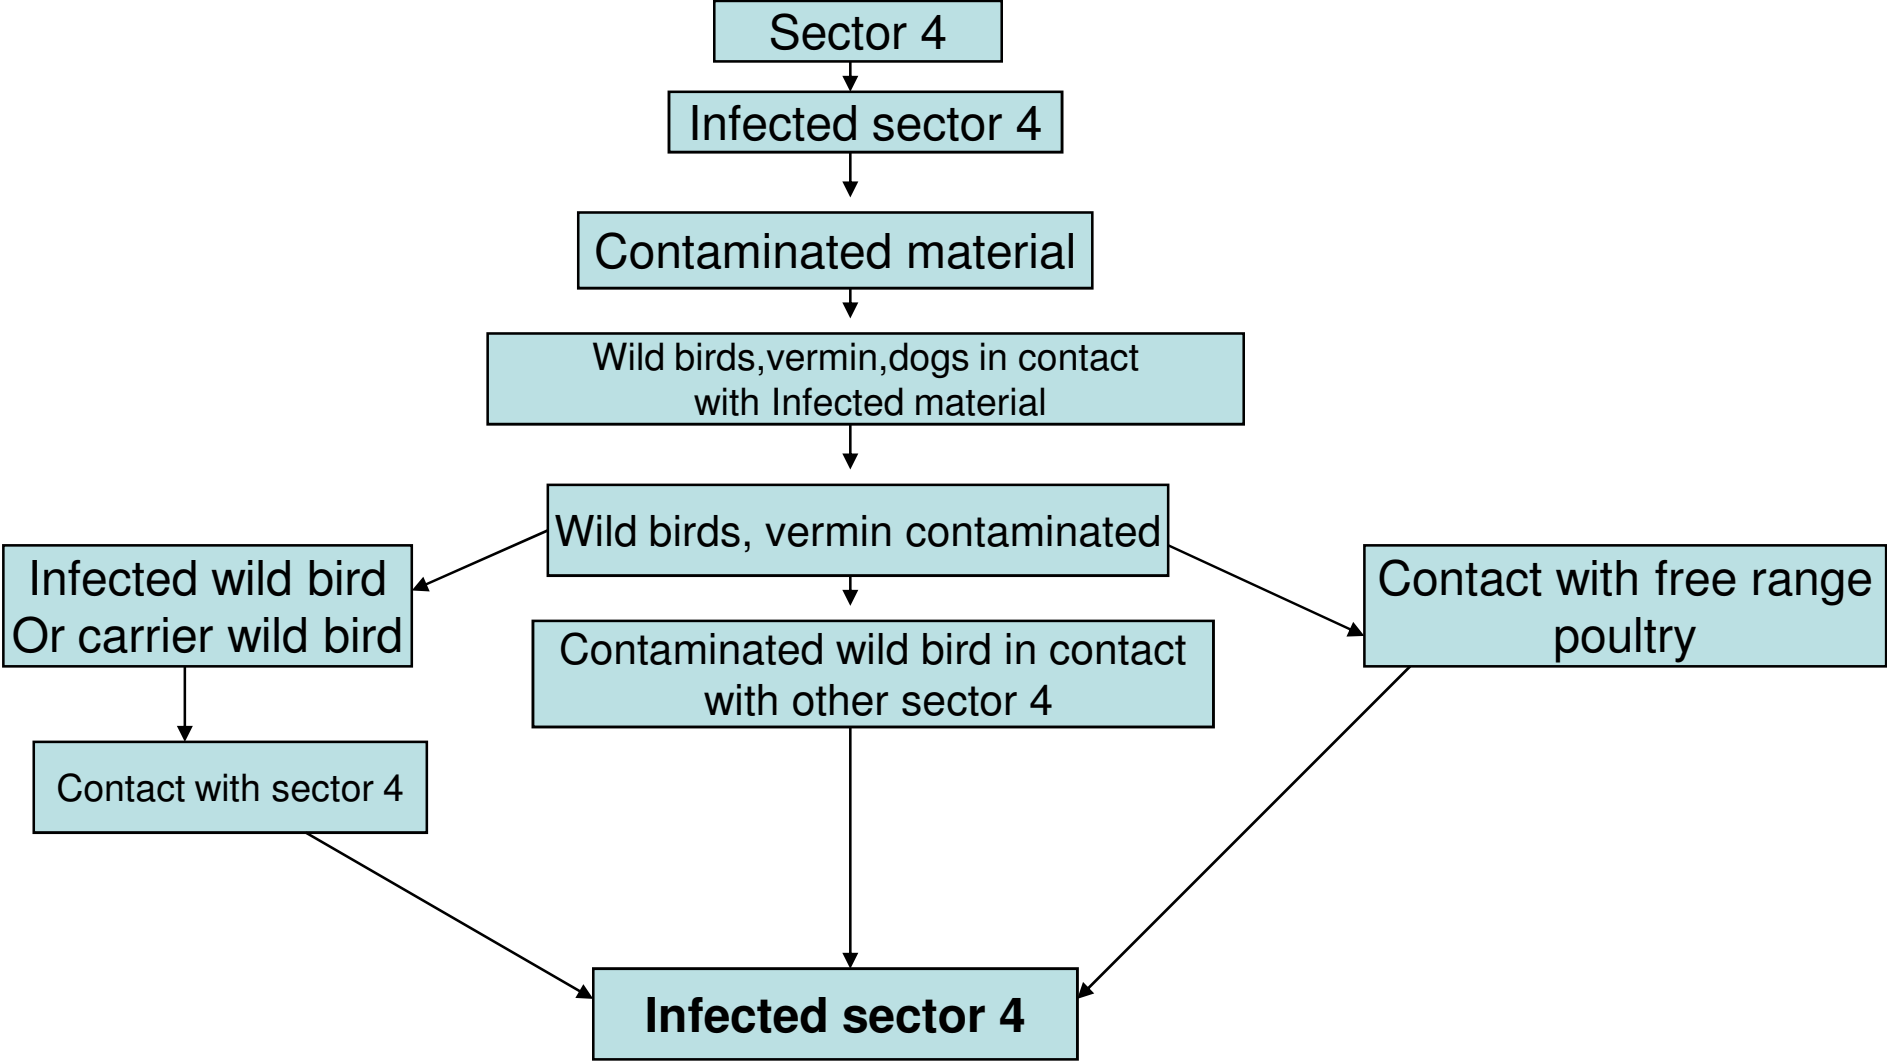 Sector 4
Infected sector 4
Contaminated material
Wild birds,vermin,dogs in contact
with Infected material
Wild birds, vermin contaminated
Infected wild bird
Or carrier wild bird
Contaminated wild bird in contact
with other sector 4
Contact with free range
poultry
Contact with sector 4
Infected sector 4